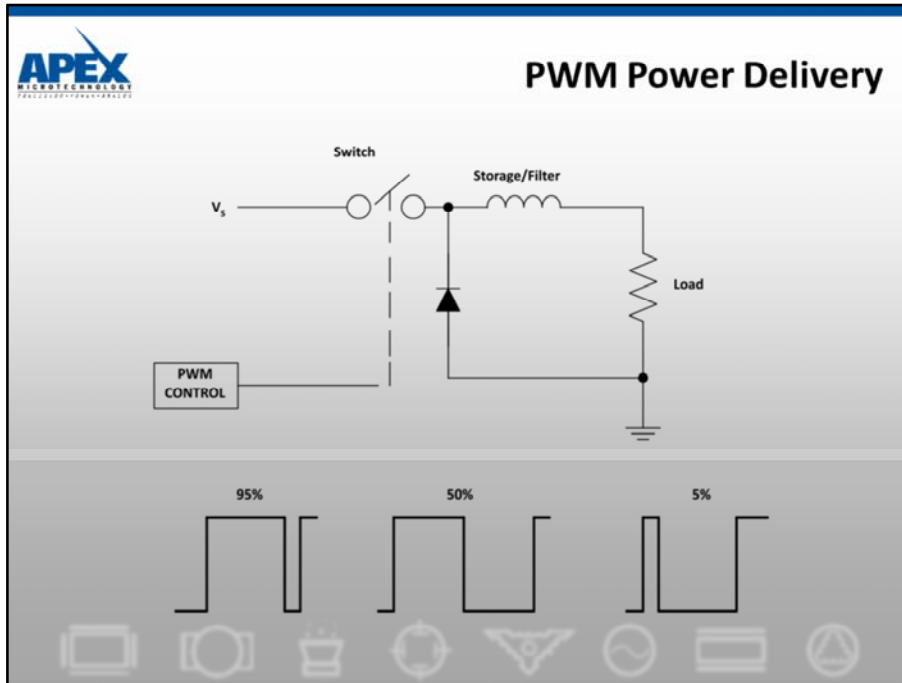 APEX
MICROTECHNOLOGY
PWM Power Delivery
Switch
Storage/Filter
Vs
Load
PWM
CONTROL
95%
50%
5%